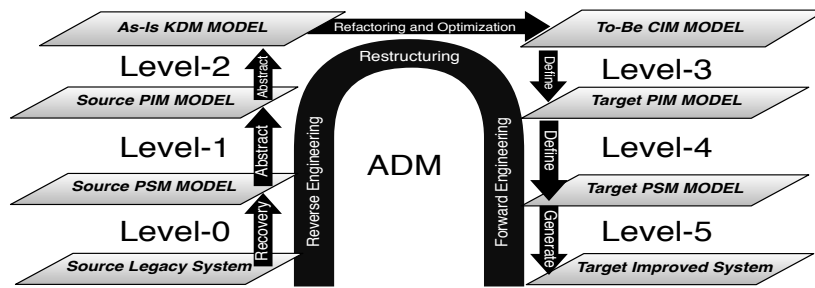 As-Is KDM MODEL
Refactoring and Optimization
To-Be CIM MODEL
Restructuring
Level-2
Abstract
Define
Level-3
Source PIM MODEL
Target PIM MODEL
Level-1
Abstract
Reverse Engineering
ADM
Forward Engineering
Define
Level-4
Source PSM MODEL
Target PSM MODEL
Level-0
Recovery
Generate
Level-5
Source Legacy System
Target Improved System